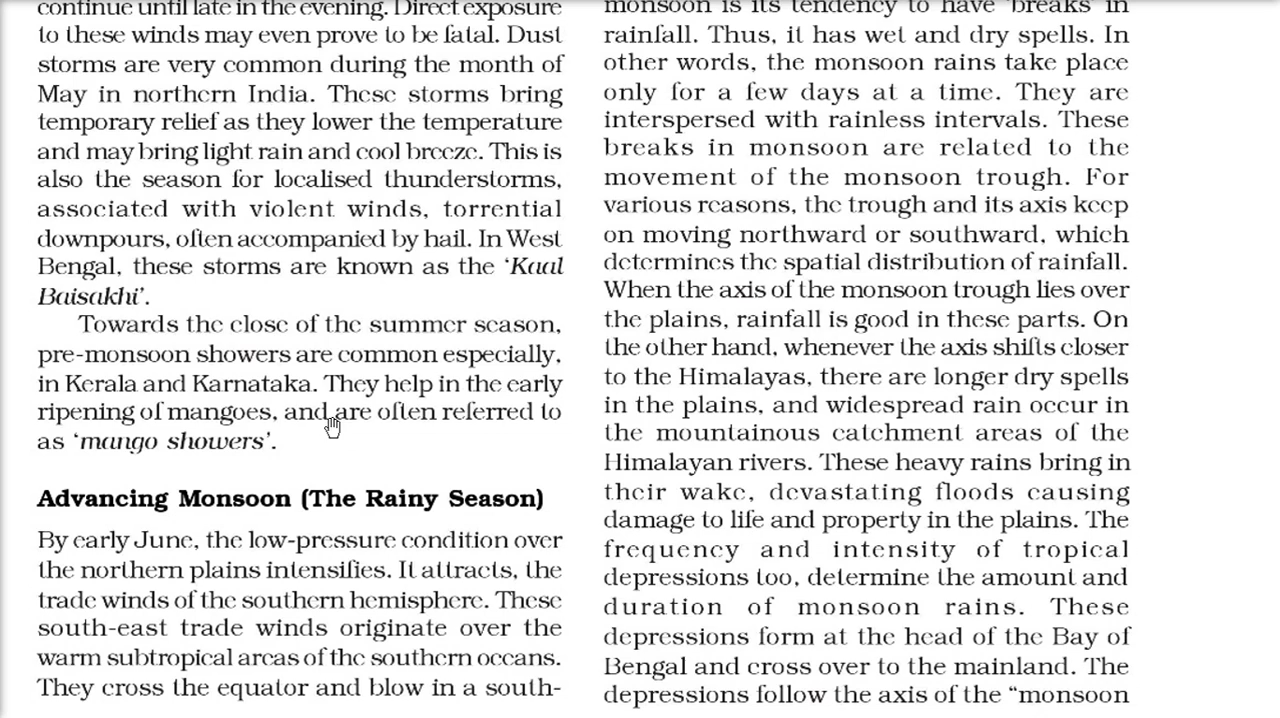 continue until late in the evening. Direct exposure
to these winds may even prove to be fatal. Dust
storms are very common during the month of
May in northern India. These storms bring
temporary relief as they lower the temperature
and may bring light rain and cool breeze. This is
also the season for localised thunderstorms,
associated with violent winds, torrential
downpours, often accompanied by hail. In West
Bengal, these storms are known as the ‘Kaal
Baisakhi’.
Towards the close of the summer season,
pre-monsoon showers are common especially,
in Kerala and Karnataka. They help in the early
ripening of mangoes, and are often referred to
as ‘mango showers’.
Advancing Monsoon (The Rainy Season)
By early June, the low-pressure condition over
the northern plains intensifies. It attracts, the
trade winds of the southern hemisphere. These
south-east trade winds originate over the
warm subtropical areas of the southern oceans.
They cross the equator and blow in a south-
monsoon is its tendency to have ‘breaks’ in
rainfall. Thus, it has wet and dry spells. In
other words, the monsoon rains take place
only for a few days at a time. They are
interspersed with rainless intervals. These
breaks in monsoon are related to the
movement of the monsoon trough. For
various reasons, the trough and its axis keep
on moving northward or southward, which
determines the spatial distribution of rainfall.
When the axis of the monsoon trough lies over
the plains, rainfall is good in these parts. On
the other hand, whenever the axis shifts closer
to the Himalayas, there are longer dry spells
in the plains, and widespread rain occur in
the mountainous catchment areas of the
Himalayan rivers. These heavy rains bring in
their wake, devastating floods causing
damage to life and property in the plains. The
frequency and intensity of tropical
depressions too, determine the amount and
duration of monsoon rains. These
depressions form at the head of the Bay of
Bengal and cross over to the mainland. The
depressions follow the axis of the “monsoon